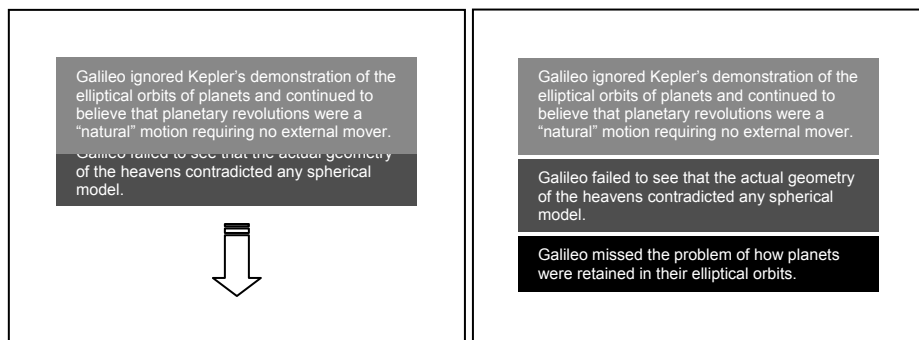 Galileo ignored Kepler’s demonstration of the
elliptical orbits of planets and continued to
believe that planetary revolutions were a
“natural” motion requiring no external mover.
Galileo failed to see that the actual geometry
of the heavens contradicted any spherical
model.
Galileo ignored Kepler’s demonstration of the
elliptical orbits of planets and continued to
believe that planetary revolutions were a
“natural” motion requiring no external mover.
Galileo failed to see that the actual geometry
of the heavens contradicted any spherical
model.
Galileo missed the problem of how planets
were retained in their elliptical orbits.